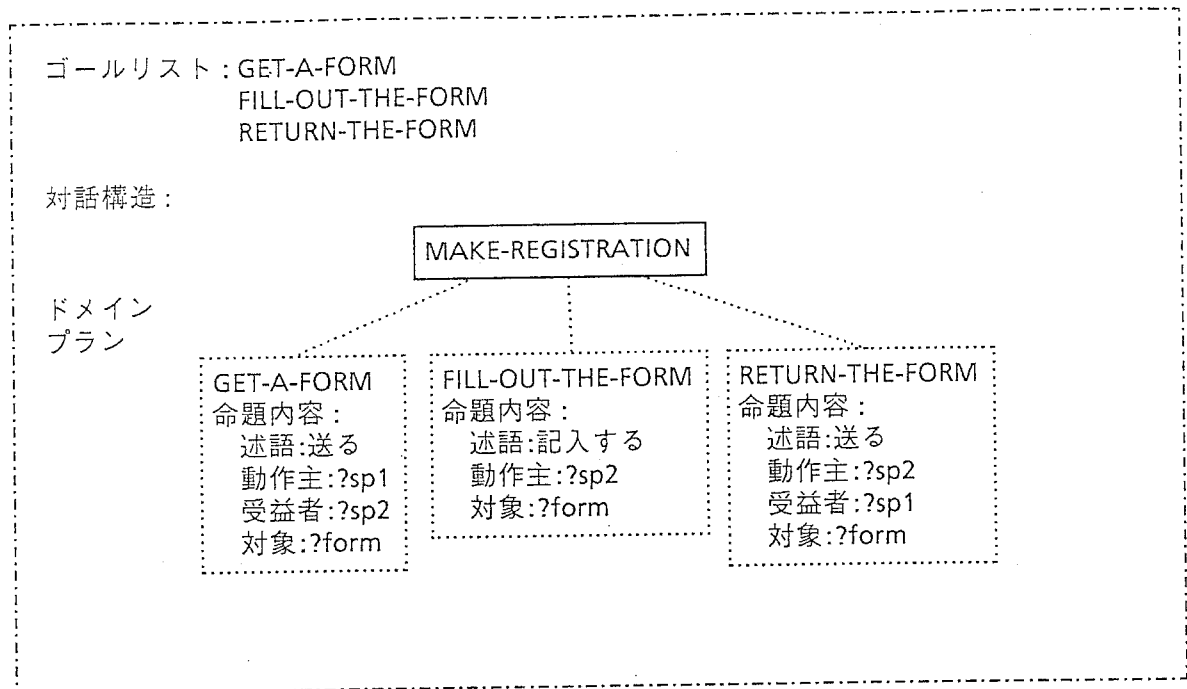 ゴールリスト:GET-A-FORM
FILL-OUT-THE-FORM
RETURN-THE-FORM
対話構造:
MAKE-REGISTRATION
ドメイン
プラン
GET-A-FORM
命題内容:
述語:送る
動作主:?sp1
受益者:?sp2
対象:?form
FILL-OUT-THE-FORM
命題内容:
述語:記入する
動作主:?sp2
対象:?form
RETURN-THE-FORM
命題内容:
述語:送る
動作主:?sp2
受益者:?sp1
対象:?form